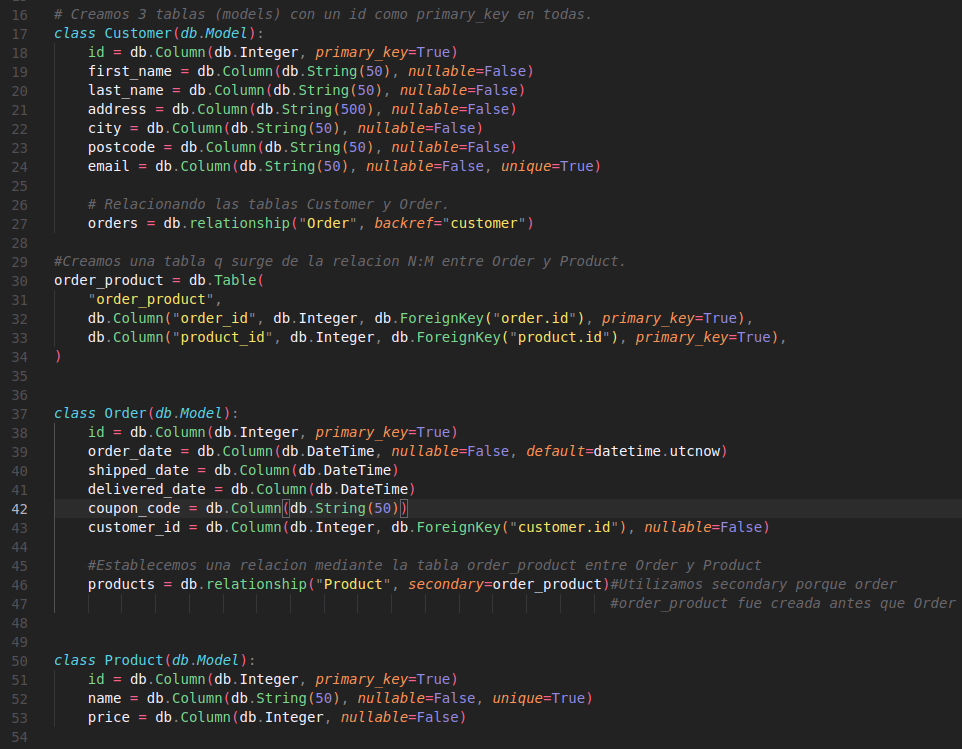 16 # Creamos 3 tablas (models) con un id como primary_key en todas.
17 class Customer(db.Model):
18     id = db.Column(db.Integer, primary_key=True)
19     first_name = db.Column(db.String(50), nullable=False)
20     last_name = db.Column(db.String(50), nullable=False)
21     address = db.Column(db.String(500), nullable=False)
22     city = db.Column(db.String(50), nullable=False)
23     postcode = db.Column(db.String(50), nullable=False)
24     email = db.Column(db.String(50), nullable=False, unique=True)
25
26     # Relacionando las tablas Customer y Order.
27     orders = db.relationship("Order", backref="customer")
28
29 #Creamos una tabla q surge de la relacion N:M entre Order y Product.
30 order_product = db.Table(
31     "order_product",
32     db.Column("order_id", db.Integer, db.ForeignKey("order.id"), primary_key=True),
33     db.Column("product_id", db.Integer, db.ForeignKey("product.id"), primary_key=True),
34 )
35
36
37 class Order(db.Model):
38     id = db.Column(db.Integer, primary_key=True)
39     order_date = db.Column(db.DateTime, nullable=False, default=datetime.utcnow)
40     shipped_date = db.Column(db.DateTime)
41     delivered_date = db.Column(db.DateTime)
42     coupon_code = db.Column(db.String(50))
43     customer_id = db.Column(db.Integer, db.ForeignKey("customer.id"), nullable=False)
44
45     #Establecemos una relacion mediante la tabla order_product entre Order y Product
46     products = db.relationship("Product", secondary=order_product)#Utilizamos secondary porque order
47                                                                   #order_product fue creada antes que Order
48
49
50 class Product(db.Model):
51     id = db.Column(db.Integer, primary_key=True)
52     name = db.Column(db.String(50), nullable=False, unique=True)
53     price = db.Column(db.Integer, nullable=False)
54